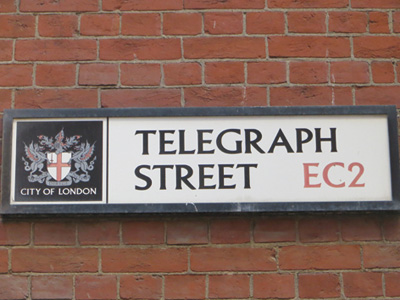 TELEGRAPH
STREET EC2
CITY OF LONDON